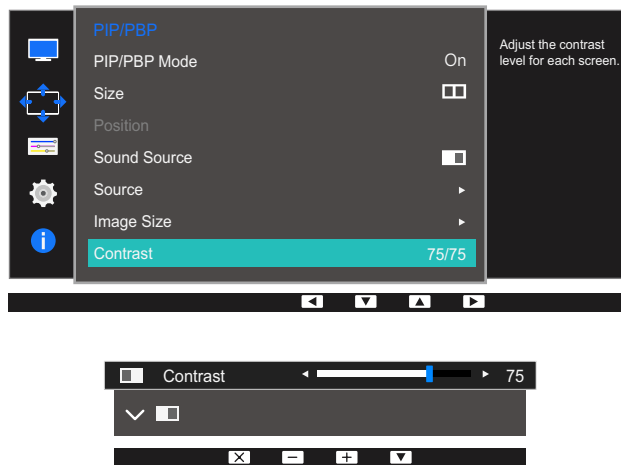 PIP/PBP
PIP/PBP Mode On
Size
Position
Sound Source
Source
Image Size
Contrast 75/75
Adjust the contrast
level for each screen.
Contrast 75